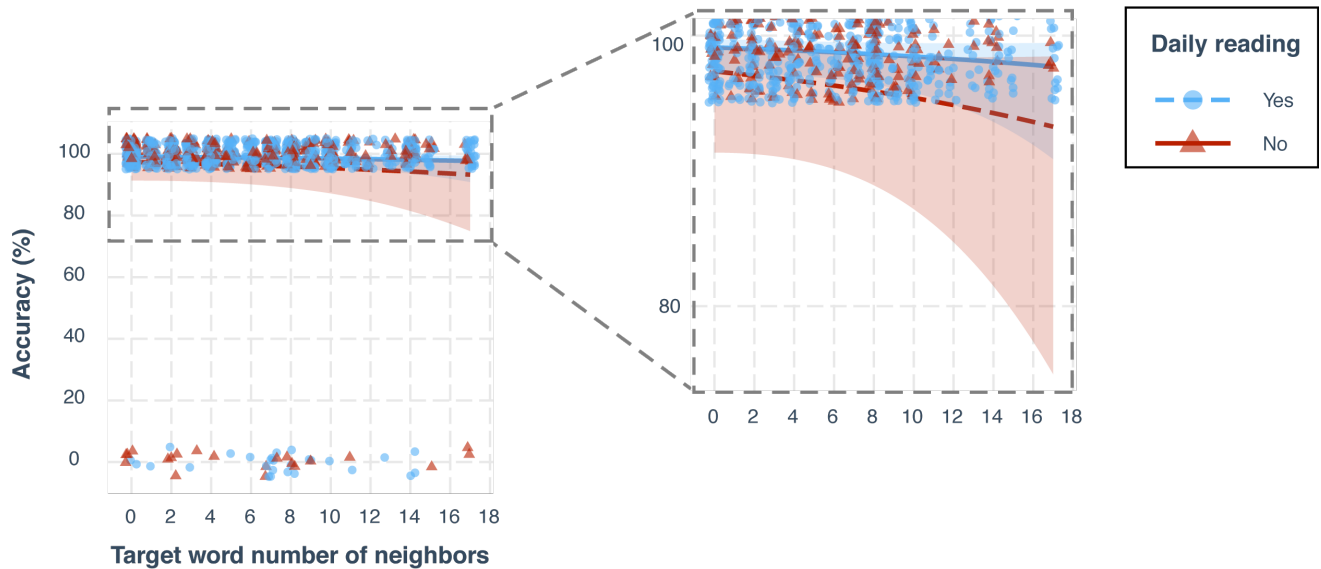 Daily reading
Yes
No
Accuracy (%)
100
80
60
40
20
0
0 2 4 6 8 10 12 14 16 18
Target word number of neighbors
100
80
0 2 4 6 8 10 12 14 16 18